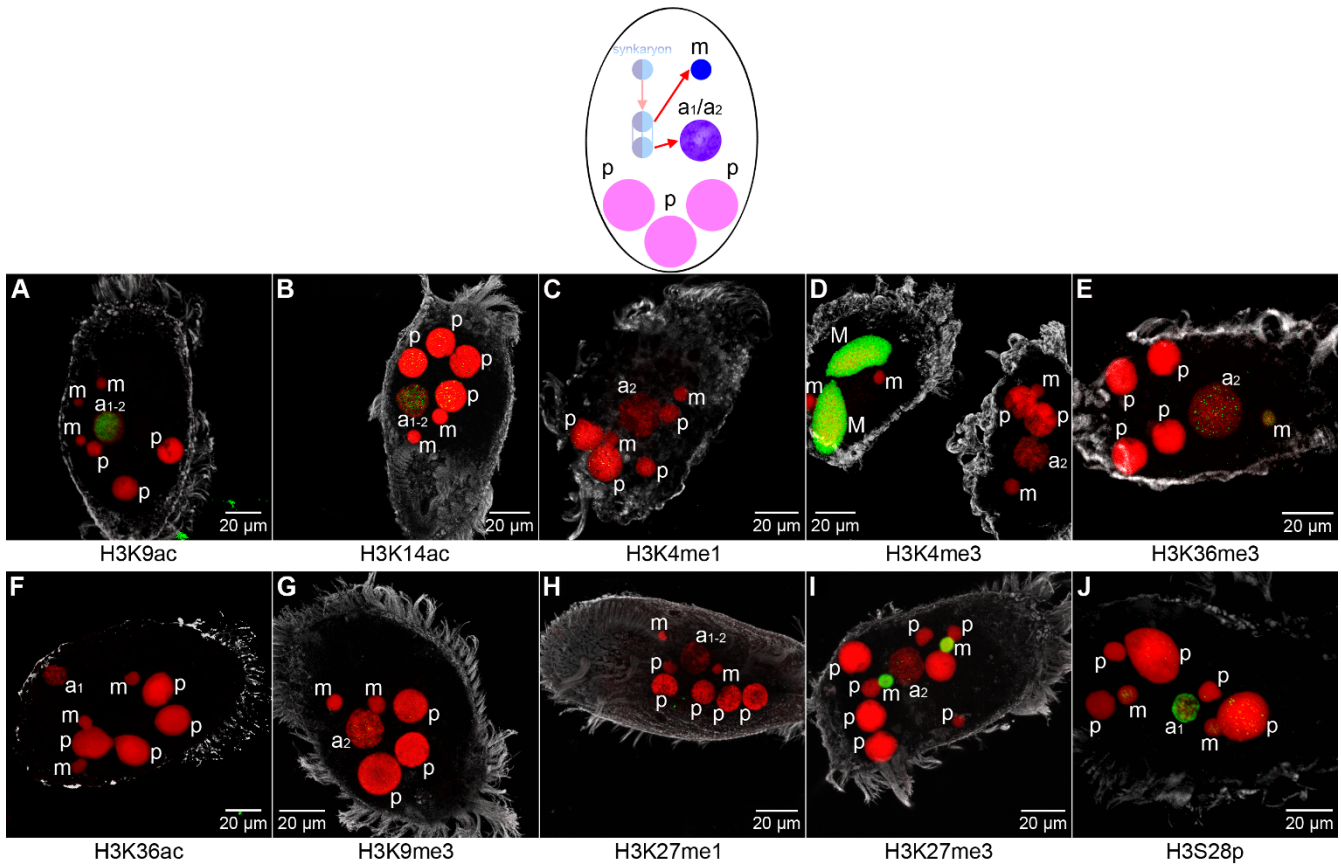 synkaryon
m
a₁/a₂
p
p
p
A
m
m
a₁₋₂
m
p
p
p
20 µm
H3K9ac
B
p
p
p
p
a₁₋₂
m
m
20 µm
H3K14ac
C
a₂
m
p
p
m
p
p
20 µm
H3K4me1
D
M
m
m
M
m
p
a₂
m
20 µm
H3K4me3
E
p
p
a₂
p
p
m
20 µm
H3K36me3
F
a₁
m
p
m
p
p
p
m
20 µm
H3K36ac
G
m
m
p
a₂
p
p
20 µm
H3K9me3
H
m
a₁₋₂
p
m
p
p
p
p
20 µm
H3K27me1
I
p
p
p
m
a₂
p
m
p
p
p
20 µm
H3K27me3
J
p
p
p
p
m
a₁
m
p
20 µm
H3S28p